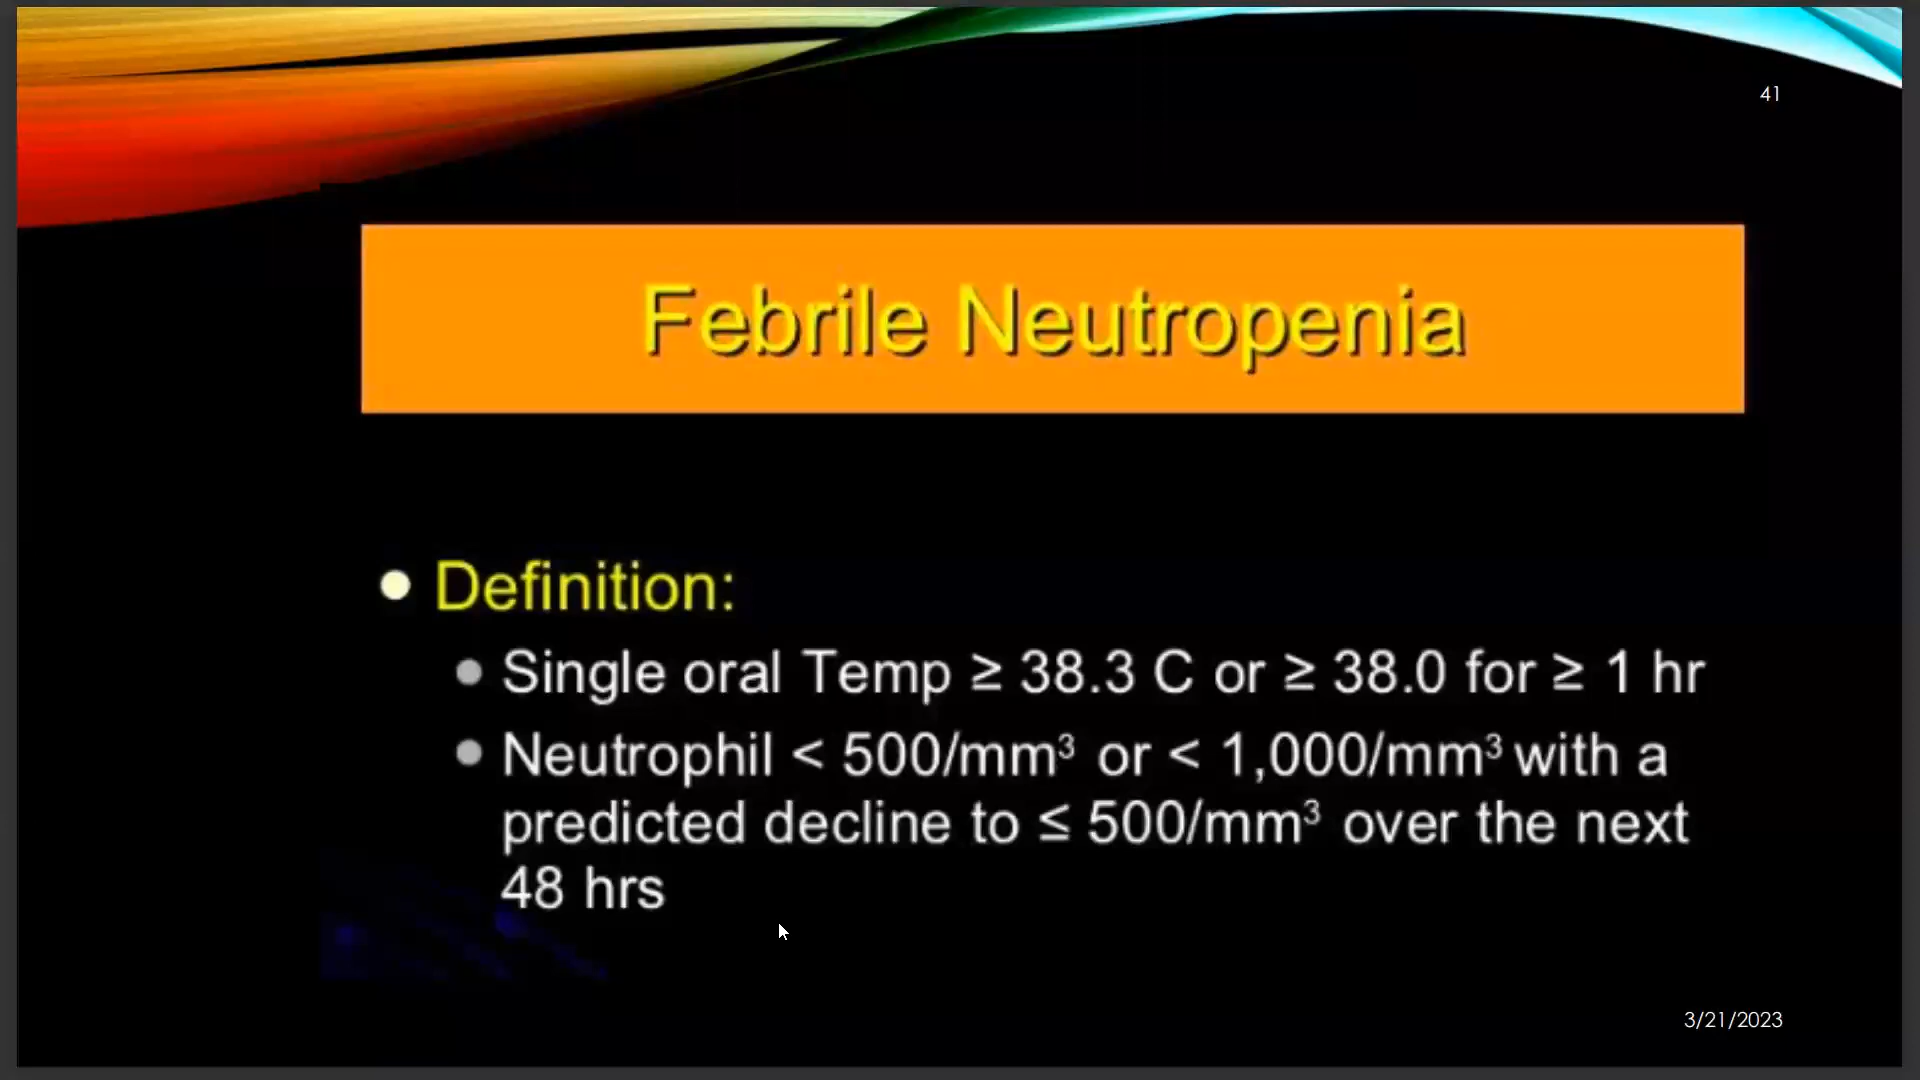 41
Febrile Neutropenia
Definition:
Single oral Temp ≥ 38.3 C or ≥ 38.0 for ≥ 1 hr
Neutrophil < 500/mm³ or < 1,000/mm³ with a
predicted decline to ≤ 500/mm³ over the next
48 hrs
3/21/2023